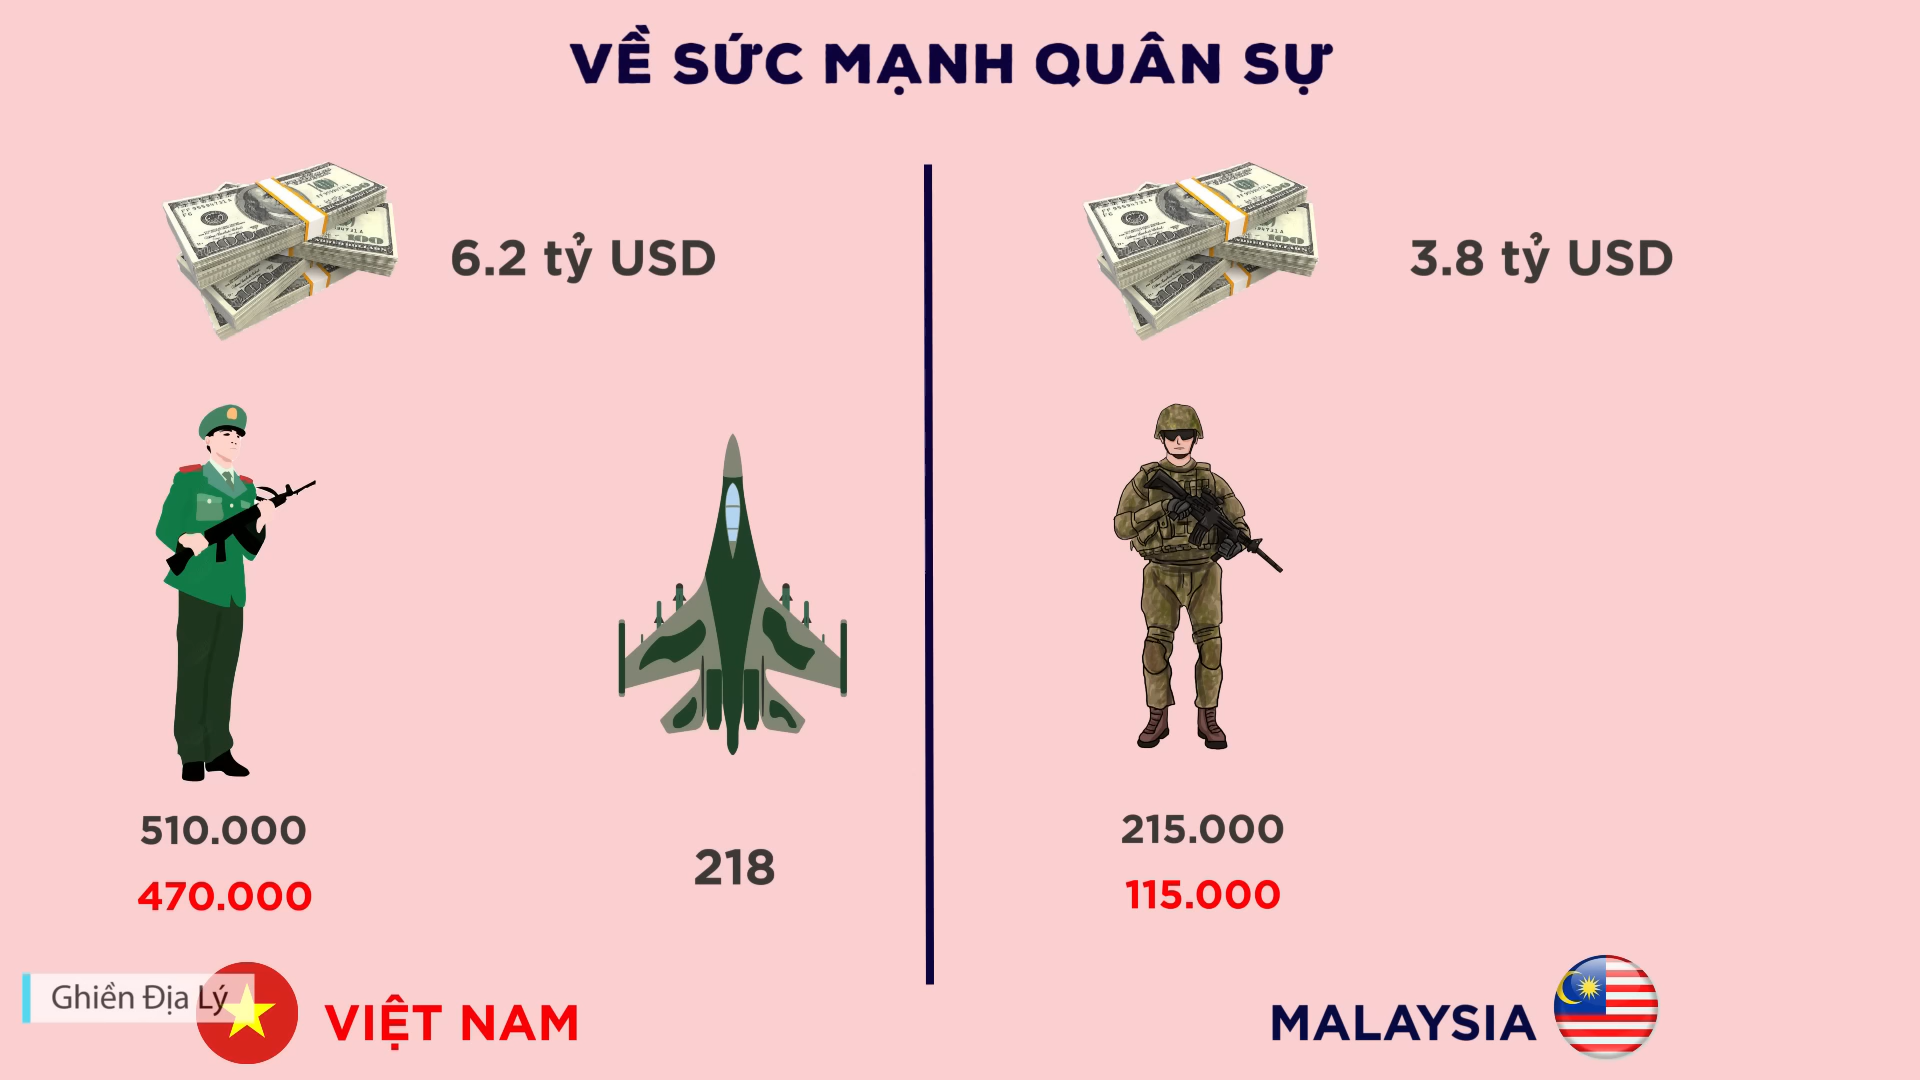 VỀ SỨC MẠNH QUÂN SỰ
6.2 tỷ USD
510.000
470.000
218
VIỆT NAM
Ghiền Địa Lý
3.8 tỷ USD
215.000
115.000
MALAYSIA